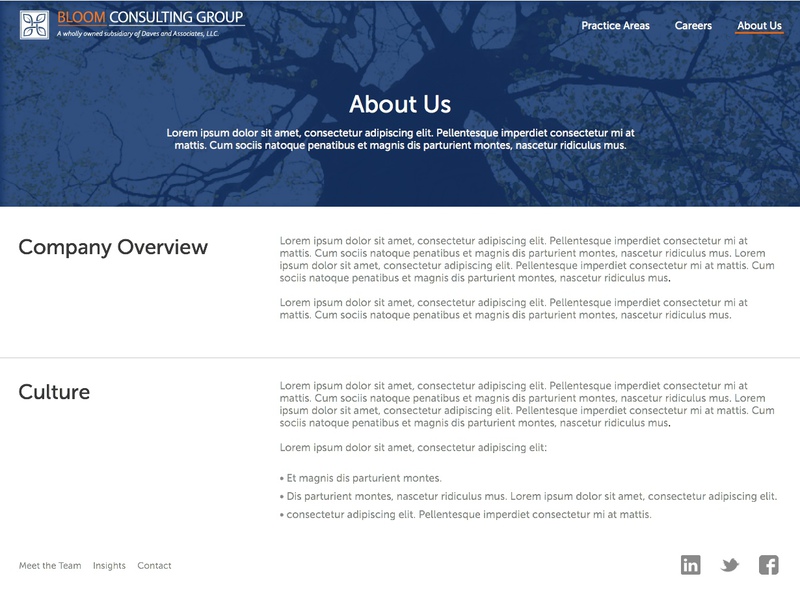 BLOOM CONSULTING GROUP
A wholly owned subsidiary of Daves and Associates, LLC.
Practice Areas Careers About Us
About Us
Lorem ipsum dolor sit amet, consectetur adipiscing elit. Pellentesque imperdiet consectetur mi at
mattis. Cum sociis natoque penatibus et magnis dis parturient montes, nascetur ridiculus mus.
Company Overview
Lorem ipsum dolor sit amet, consectetur adipiscing elit. Pellentesque imperdiet consectetur mi at
mattis. Cum sociis natoque penatibus et magnis dis parturient montes, nascetur ridiculus mus. Lorem
ipsum dolor sit amet, consectetur adipiscing elit. Pellentesque imperdiet consectetur mi at mattis. Cum
sociis natoque penatibus et magnis dis parturient montes, nascetur ridiculus mus.
Lorem ipsum dolor sit amet, consectetur adipiscing elit. Pellentesque imperdiet consectetur mi at
mattis. Cum sociis natoque penatibus et magnis dis parturient montes, nascetur ridiculus mus.
Culture
Lorem ipsum dolor sit amet, consectetur adipiscing elit. Pellentesque imperdiet consectetur mi at
mattis. Cum sociis natoque penatibus et magnis dis parturient montes, nascetur ridiculus mus. Lorem
ipsum dolor sit amet, consectetur adipiscing elit. Pellentesque imperdiet consectetur mi at mattis. Cum
sociis natoque penatibus et magnis dis parturient montes, nascetur ridiculus mus.
Lorem ipsum dolor sit amet, consectetur adipiscing elit:
• Et magnis dis parturient montes.
• Dis parturient montes, nascetur ridiculus mus. Lorem ipsum dolor sit amet, consectetur adipiscing elit.
• consectetur adipiscing elit. Pellentesque imperdiet consectetur mi at mattis.
Meet the Team Insights Contact